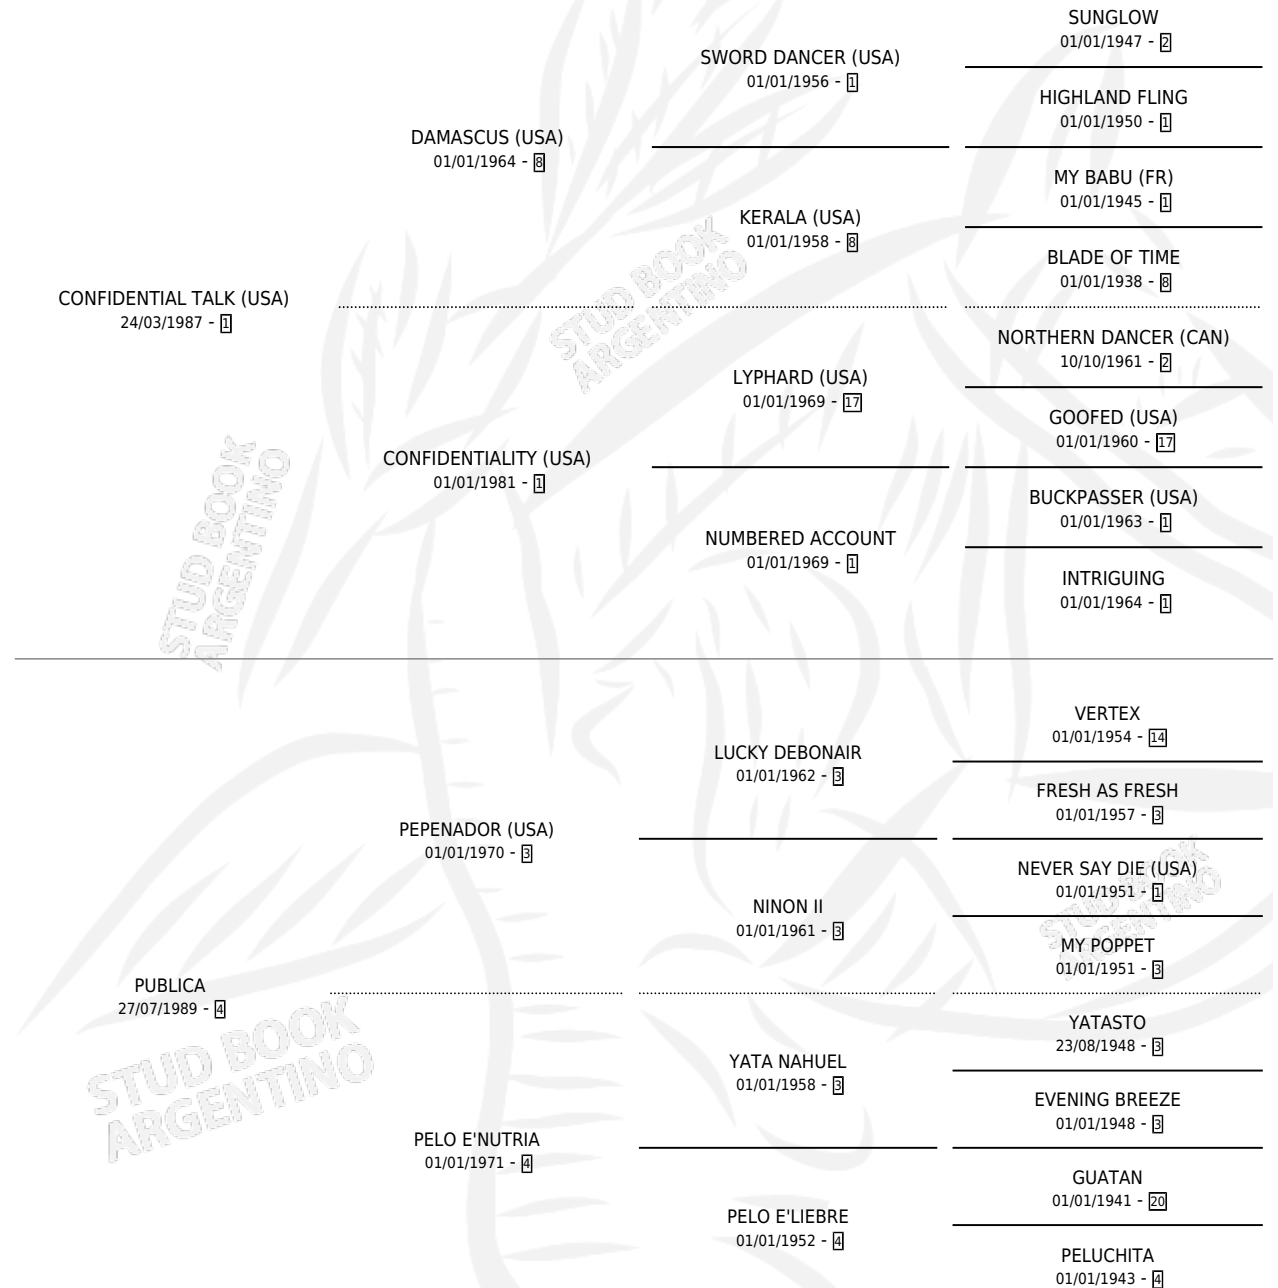 SUNGLOW
01/01/1947 - 2
SWORD DANCER (USA)
01/01/1956 - 1
HIGHLAND FLING
01/01/1950 - 1
DAMASCUS (USA)
01/01/1964 - 8
MY BABU (FR)
01/01/1945 - 1
KERALA (USA)
01/01/1958 - 8
BLADE OF TIME
01/01/1938 - 8
CONFIDENTIAL TALK (USA)
24/03/1987 - 1
NORTHERN DANCER (CAN)
10/10/1961 - 2
LYPHARD (USA)
01/01/1969 - 17
GOOFED (USA)
01/01/1960 - 17
CONFIDENTIALITY (USA)
01/01/1981 - 1
BUCKPASSER (USA)
01/01/1963 - 1
NUMBERED ACCOUNT
01/01/1969 - 1
INTRIGUING
01/01/1964 - 1
VERTEX
01/01/1954 - 14
LUCKY DEBONAIR
01/01/1962 - 3
FRESH AS FRESH
01/01/1957 - 3
PEPENADOR (USA)
01/01/1970 - 3
NEVER SAY DIE (USA)
01/01/1951 - 1
NINON II
01/01/1961 - 3
MY POPPET
01/01/1951 - 3
PUBLICA
27/07/1989 - 4
YATASTO
23/08/1948 - 3
YATA NAHUEL
01/01/1958 - 3
EVENING BREEZE
01/01/1948 - 3
PELO E'NUTRIA
01/01/1971 - 4
GUATAN
01/01/1941 - 20
PELO E'LIEBRE
01/01/1952 - 4
PELUCHITA
01/01/1943 - 4
STUD BOOK
ARGENTINO
STUD BOOK
ARGENTINO
STUD BOOK
ARGENTINO
STUD BOOK
ARGENTINO